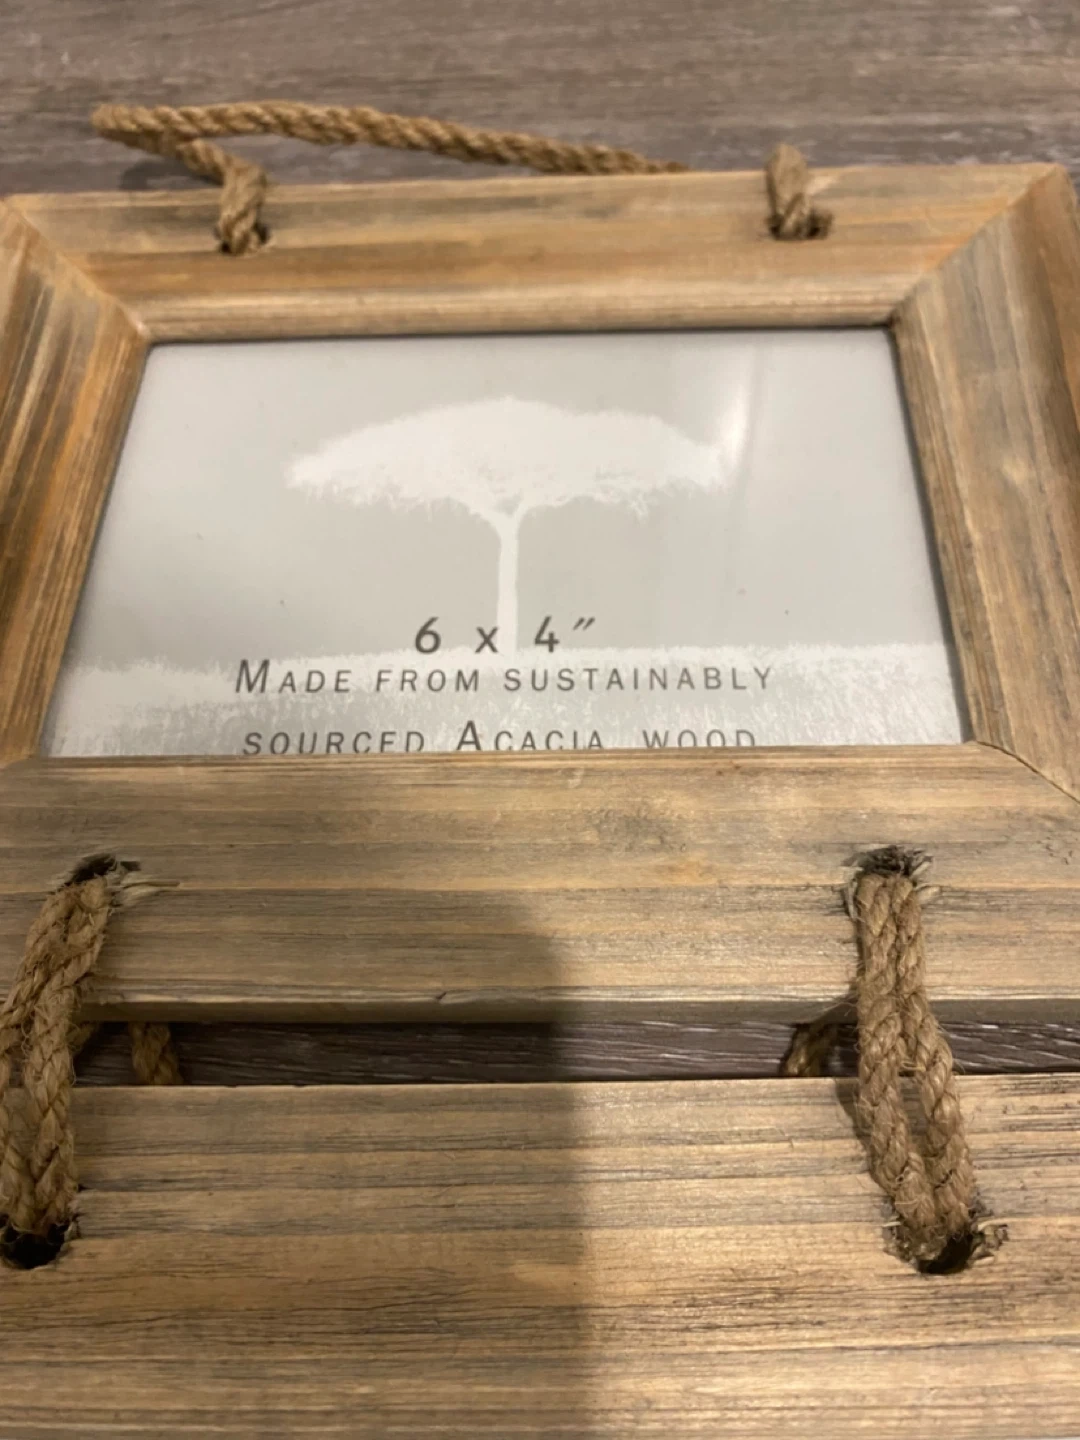 6 x 4"
MADE FROM SUSTAINABLY
SOURCED ACACIA WOOD